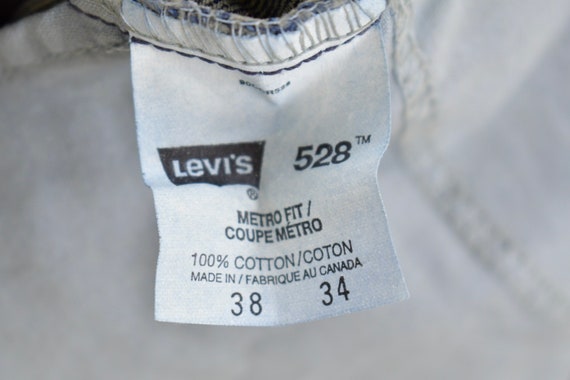 Levi's ® 528™
METRO FIT/
COUPE MÉTRO
100% COTTON/COTON
MADE IN/FABRIQUE AU CANADA
38 34